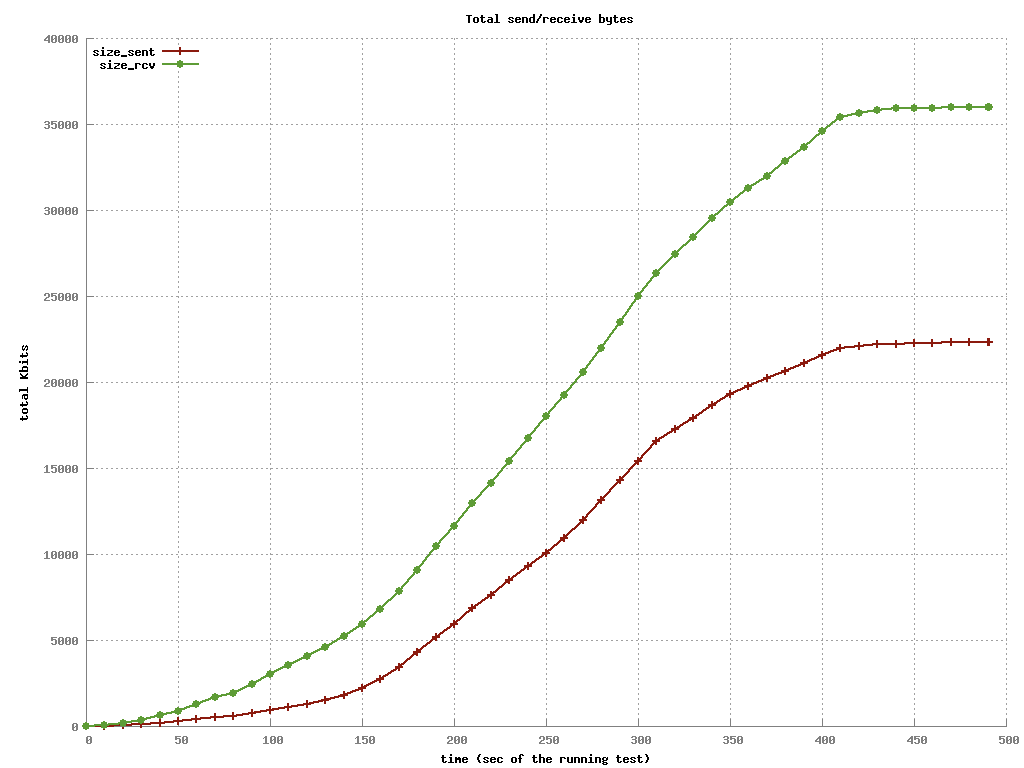 Total send/receive bytes
40000
size_sent
size_rcv
35000
30000
25000
total Kbits
20000
15000
10000
5000
0
0 50 100 150 200 250 300 350 400 450 500
time (sec of the running test)